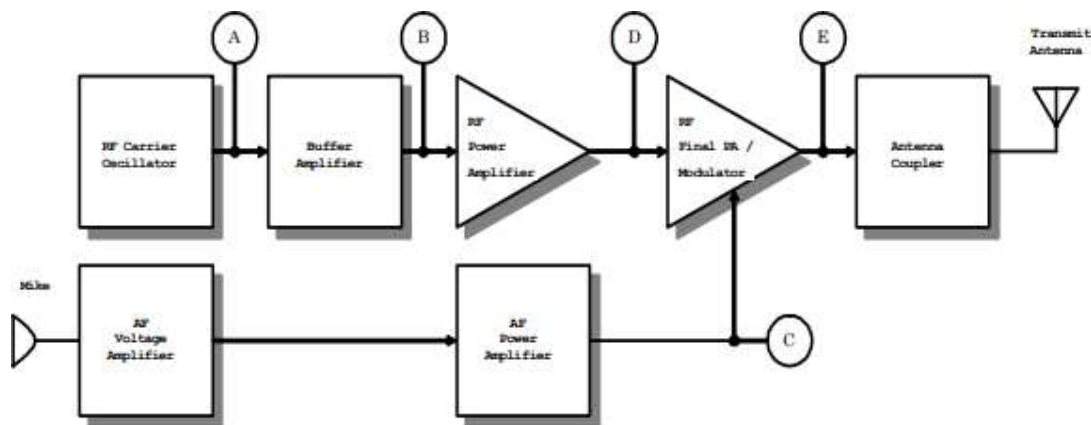 A
B
D
E
Transmit
Antenna
RF Carrier
Oscillator
Buffer
Amplifier
RF
Power
Amplifier
RF
Final PA /
Modulator
Antenna
Coupler
Mike
AF
Voltage
Amplifier
AF
Power
Amplifier
C